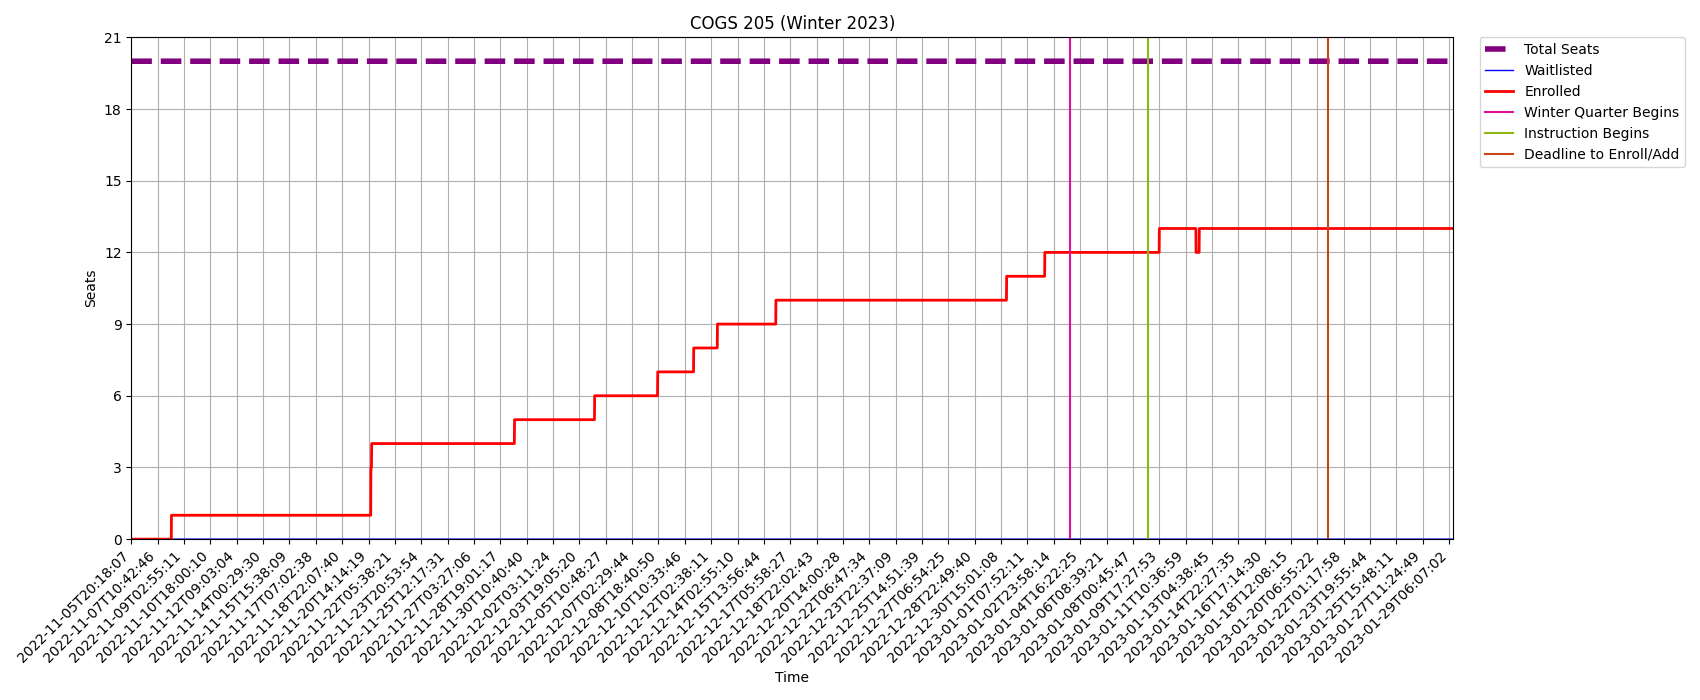 COGS 205 (Winter 2023)
21
18
15
12
9
6
3
0
Seats
2022-11-05T20:18:07
2022-11-07T10:42:46
2022-11-09T02:55:11
2022-11-10T18:00:10
2022-11-12T09:03:04
2022-11-14T00:29:30
2022-11-15T15:38:09
2022-11-17T07:02:38
2022-11-18T22:07:40
2022-11-20T14:14:19
2022-11-22T05:38:21
2022-11-23T20:53:54
2022-11-25T12:17:31
2022-11-27T03:27:06
2022-11-28T19:01:17
2022-11-30T10:40:40
2022-12-02T03:11:24
2022-12-03T19:05:20
2022-12-05T10:48:27
2022-12-07T02:29:44
2022-12-08T18:40:50
2022-12-10T10:33:46
2022-12-12T02:38:11
2022-12-14T02:55:10
2022-12-15T13:56:44
2022-12-17T05:58:27
2022-12-18T22:02:43
2022-12-20T14:00:28
2022-12-22T06:47:34
2022-12-23T22:37:09
2022-12-25T14:51:39
2022-12-27T06:54:25
2022-12-28T22:49:40
2022-12-30T15:01:08
2023-01-01T07:52:11
2023-01-02T23:58:14
2023-01-04T16:22:25
2023-01-06T08:39:21
2023-01-08T00:45:47
2023-01-09T17:27:53
2023-01-11T10:36:59
2023-01-13T04:38:45
2023-01-14T22:27:35
2023-01-16T17:14:30
2023-01-18T12:08:15
2023-01-20T06:55:22
2023-01-22T01:17:58
2023-01-23T19:55:44
2023-01-25T15:48:11
2023-01-27T11:24:49
2023-01-29T06:07:02
Time
Total Seats
Waitlisted
Enrolled
Winter Quarter Begins
Instruction Begins
Deadline to Enroll/Add